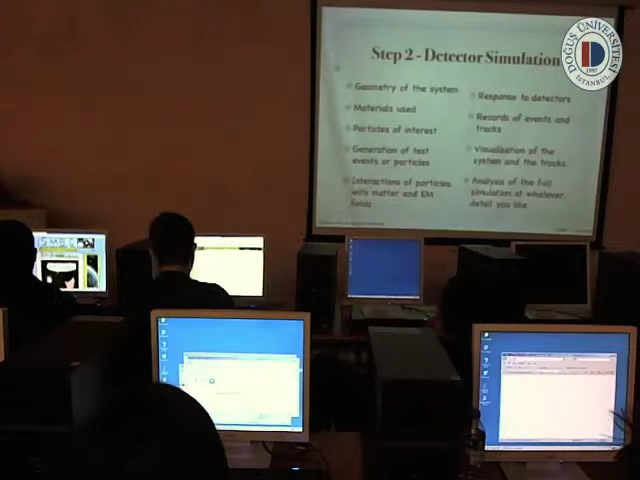 Step 2 - Detector Simulation
Geometry of the system
Materials used
Particles of interest
Generation of test
events or particles
Interactions of particles
with matter and EM
fields
Response to detectors
Records of events and
tracks
Visualisation of the
system and the tracks
Analysis of the full
simulation at whatever
detail you like
DOĞUŞ ÜNİVERSİTESİ
1997
İSTANBUL